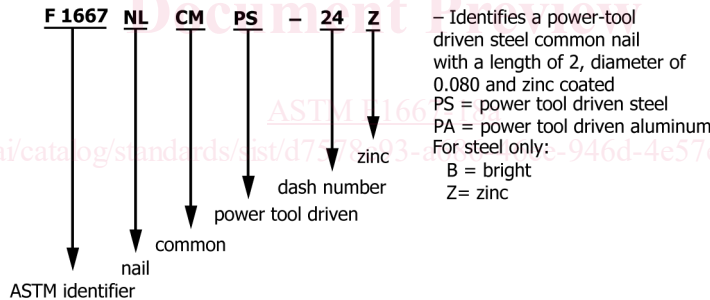 Document Preview
F 1667 NL CM PS – 24 Z
– Identifies a power-tool
driven steel common nail
with a length of 2, diameter of
0.080 and zinc coated
PS = power tool driven steel
PA = power tool driven aluminum
For steel only:
B = bright
Z= zinc
zinc
dash number
power tool driven
common
nail
ASTM identifier